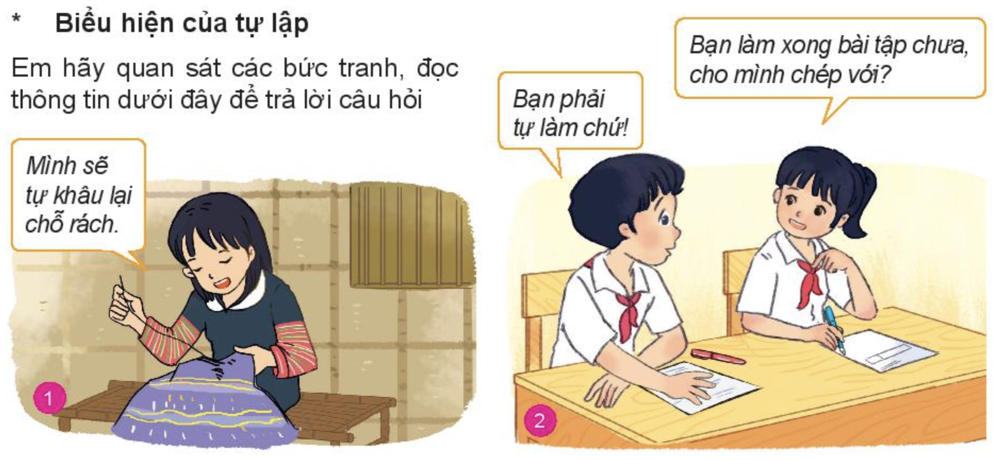 * Biểu hiện của tự lập
Em hãy quan sát các bức tranh, đọc
thông tin dưới đây để trả lời câu hỏi
Mình sẽ
tự khâu lại
chỗ rách.
1
Bạn phải
tự làm chứ!
Bạn làm xong bài tập chưa,
cho mình chép với?
2